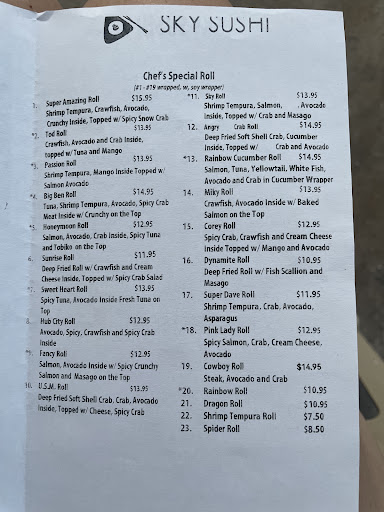 SKY SUSHI
Chef's Special Roll
(#1 - #19 wrapped, w, soy wrapper)
1. Super Amazing Roll $15.95
Shrimp Tempura, Crawfish, Avocado,
Crunchy Inside, Topped w/ Spicy Snow Crab
*2. Tod Roll $13.95
Crawfish, Avocado and Crab Inside,
topped w/ Tuna and Mango
*3. Passion Roll $13.95
Shrimp Tempura, Mango Inside Topped w/
Salmon Avocado
*4. Big Ben Roll $14.95
Tuna, Shrimp Tempura, Avocado, Spicy Crab
Meat Inside w/ Crunchy on the Top
*5. Honeymoon Roll $12.95
Salmon, Avocado, Crab Inside, Spicy Tuna
and Tobiko on the Top
6. Sunrise Roll $11.95
Deep Fried Roll w/ Crawfish and Cream
Cheese Inside, Topped w/ Spicy Crab Salad
*7. Sweet Heart Roll $13.95
Spicy Tuna, Avocado Inside Fresh Tuna on
Top
8. Hub City Roll $12.95
Avocado, Spicy, Crawfish and Spicy Crab
Inside
*9. Fancy Roll $12.95
Salmon, Avocado Inside w/ Spicy Crunchy
Salmon and Masago on the Top
10. U.S.M. Roll $13.95
Deep Fried Soft Shell Crab, Crab, Avocado
Inside, Topped w/ Cheese, Spicy Crab
*11. Sky Roll $13.95
Shrimp Tempura, Salmon, , Avocado
Inside, Topped w/ Crab and Masago
12. Angry Crab Roll $14.95
Deep Fried Soft Shell Crab, Cucumber
Inside, Topped w/ Crab and Avocado
*13. Rainbow Cucumber Roll $14.95
Salmon, Tuna, Yellowtail, White Fish,
Avocado and Crab in Cucumber Wrapper
14. Miky Roll $13.95
Crawfish, Avocado Inside w/ Baked
Salmon on the Top
15. Corey Roll $12.95
Spicy Crab, Crawfish and Cream Cheese
Inside Topped w/ Mango and Avocado
16. Dynamite Roll $10.95
Deep Fried Roll w/ Fish Scallion and
Masago
17. Super Dave Roll $11.95
Shrimp Tempura, Crab, Avocado,
Asparagus
*18. Pink Lady Roll $12.95
Spicy Salmon, Crab, Cream Cheese,
Avocado
19. Cowboy Roll $14.95
Steak, Avocado and Crab
*20. Rainbow Roll $10.95
21. Dragon Roll $10.95
22. Shrimp Tempura Roll $7.50
23. Spider Roll $8.50